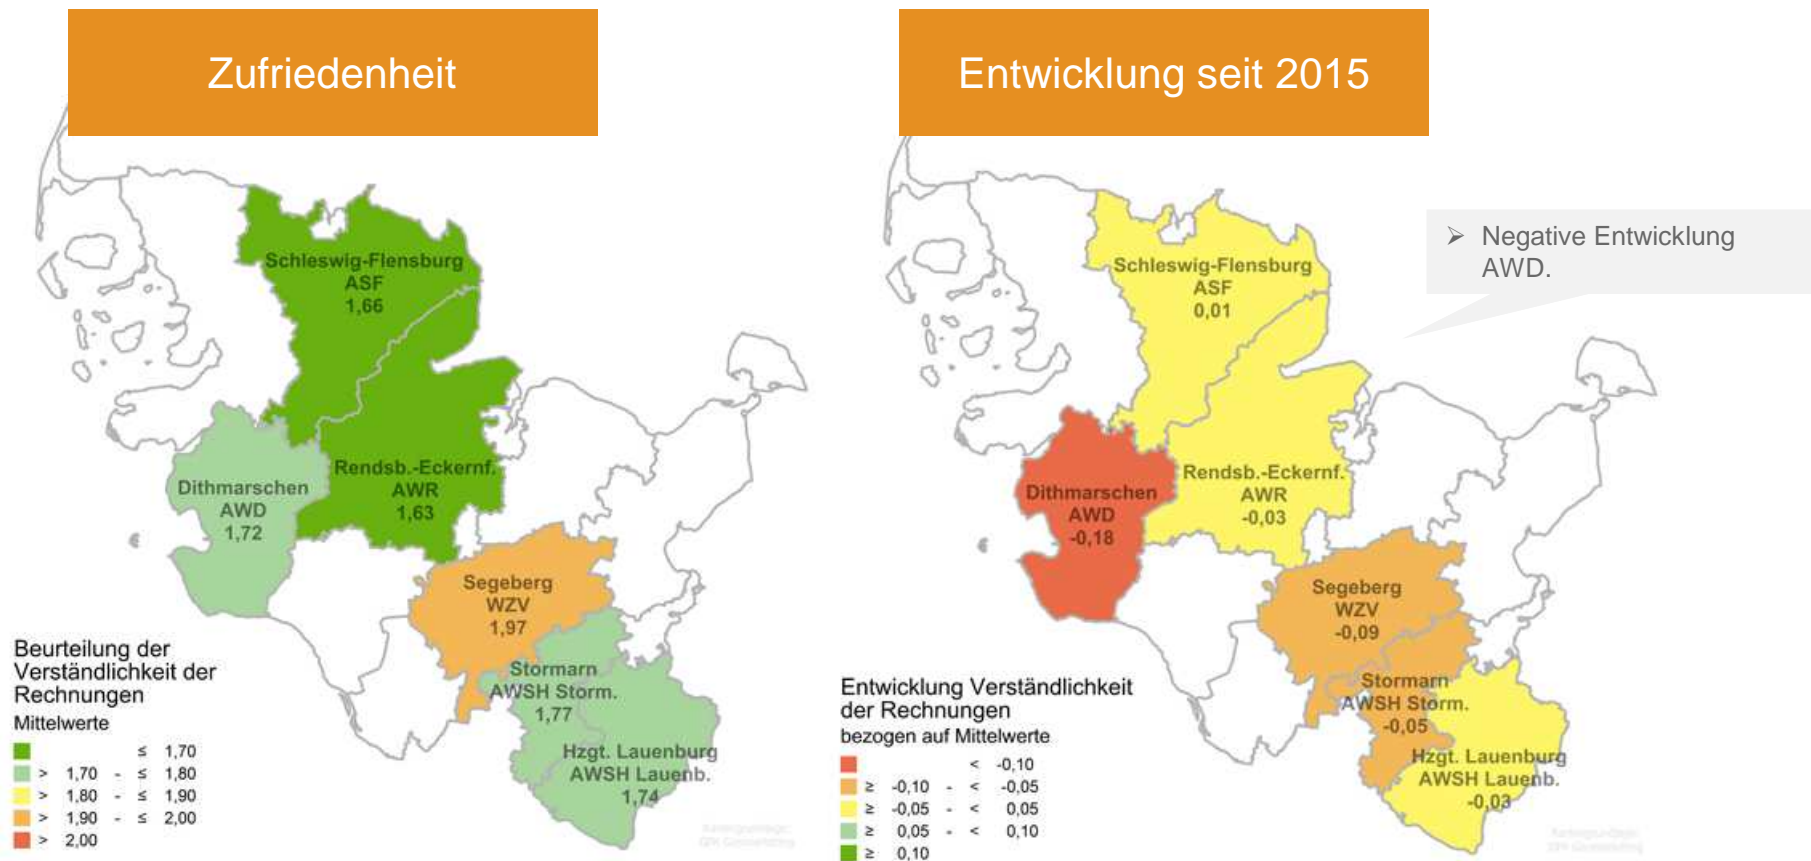 Zufriedenheit
Schleswig-Flensburg
ASF
1,66
Rendsb.-Eckernf.
AWR
1,63
Dithmarschen
AWD
1,72
Segeberg
WZV
1,97
Stormarn
AWSH Storm.
1,77
Hzgt. Lauenburg
AWSH Lauenb.
1,74
Beurteilung der
Verständlichkeit der
Rechnungen
Mittelwerte
≤ 1,70
> 1,70 - ≤ 1,80
> 1,80 - ≤ 1,90
> 1,90 - ≤ 2,00
> 2,00
Entwicklung seit 2015
➢ Negative Entwicklung
AWD.
Schleswig-Flensburg
ASF
0,01
Rendsb.-Eckernf.
AWR
-0,03
Dithmarschen
AWD
-0,18
Segeberg
WZV
-0,09
Stormarn
AWSH Storm.
-0,05
Hzgt. Lauenburg
AWSH Lauenb.
-0,03
Entwicklung Verständlichkeit
der Rechnungen
bezogen auf Mittelwerte
< -0,10
≥ -0,10 - < -0,05
≥ -0,05 - < 0,05
≥ 0,05 - < 0,10
≥ 0,10